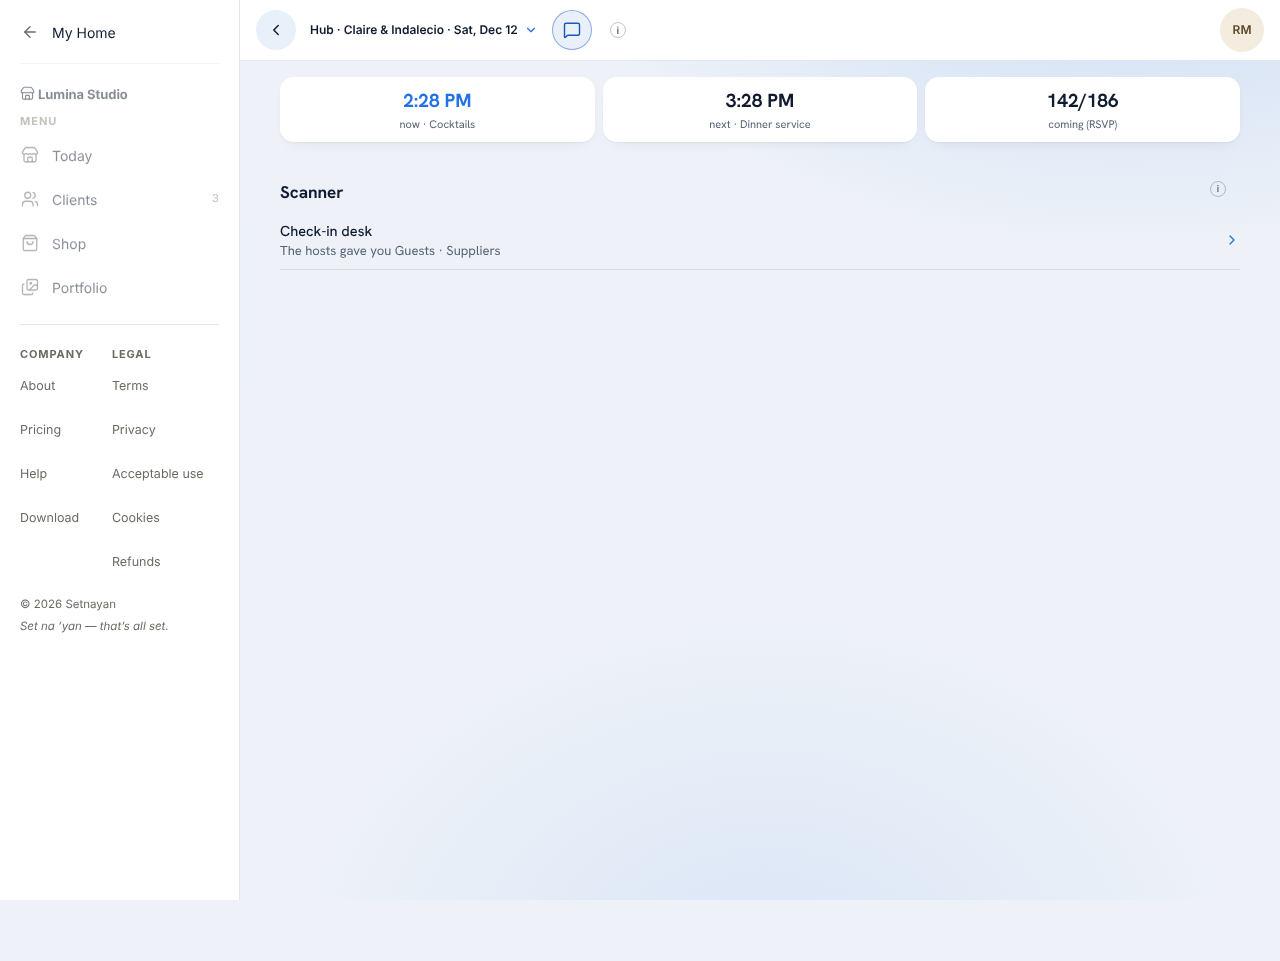 My Home
Lumina Studio
MENU
Today
Clients 3
Shop
Portfolio
COMPANY LEGAL
About Terms
Pricing Privacy
Help Acceptable use
Download Cookies
Refunds
© 2026 Setnayan
Set na 'yan — that's all set.
Hub · Claire & Indalecio · Sat, Dec 12
RM
2:28 PM
now · Cocktails
3:28 PM
next · Dinner service
142/186
coming (RSVP)
Scanner
Check-in desk
The hosts gave you Guests · Suppliers